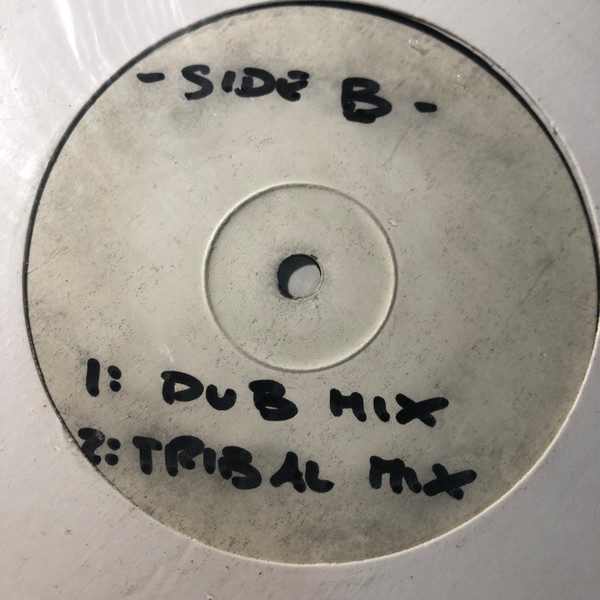 - SIDE B -
1: DUB MIX
2: TRIBAL MIX